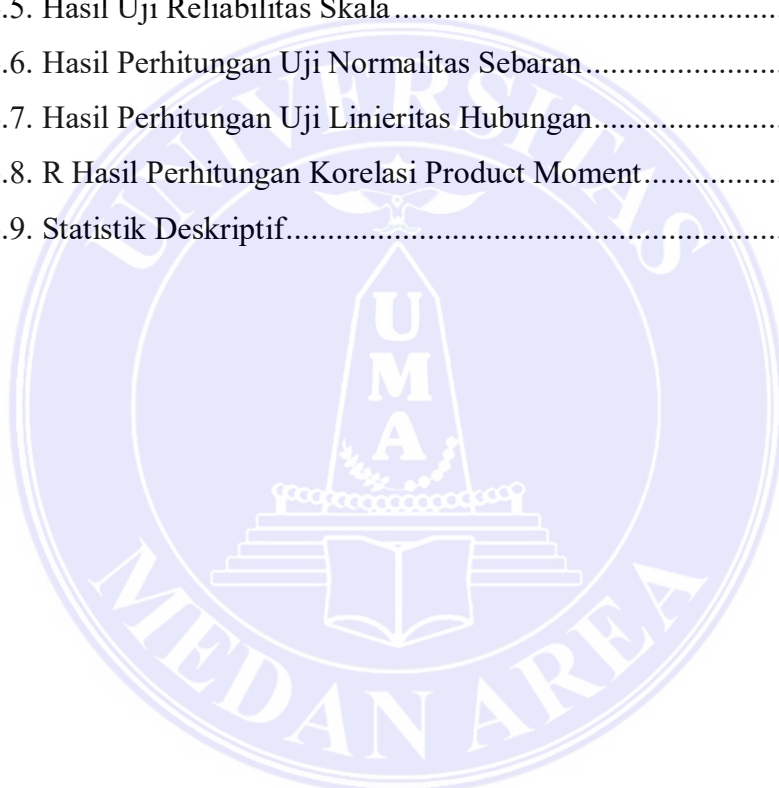 .5. Hasil Uji Reliabilitas Skala
.6. Hasil Perhitungan Uji Normalitas Sebaran
.7. Hasil Perhitungan Uji Linieritas Hubungan
.8. R Hasil Perhitungan Korelasi Product Moment
.9. Statistik Deskriptif
UNIVERSITAS
U
M
A
MEDAN AREA